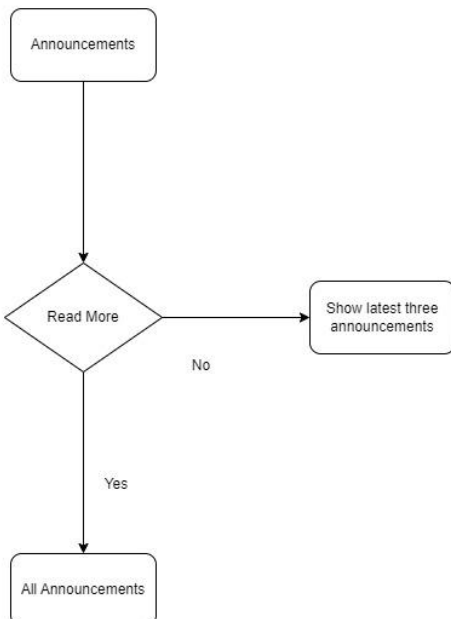 Announcements
Read More
Show latest three
announcements
No
Yes
All Announcements